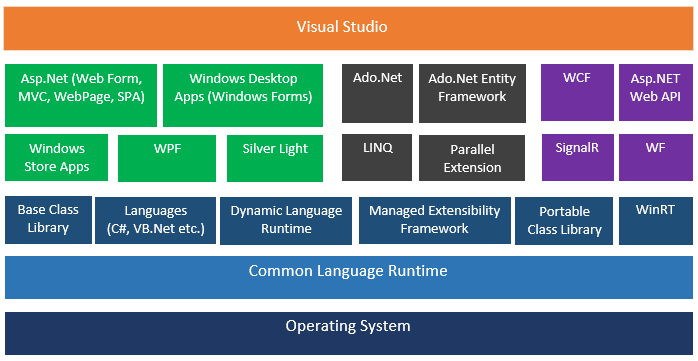 Visual Studio
Asp.Net (Web Form,
MVC, WebPage, SPA)
Windows Desktop
Apps (Windows Forms)
Ado.Net
Ado.Net Entity
Framework
WCF
Asp.NET
Web API
Windows
Store Apps
WPF
Silver Light
LINQ
Parallel
Extension
SignalR
WF
Base Class
Library
Languages
(C#, VB.Net etc.)
Dynamic Language
Runtime
Managed Extensibility
Framework
Portable
Class Library
WinRT
Common Language Runtime
Operating System